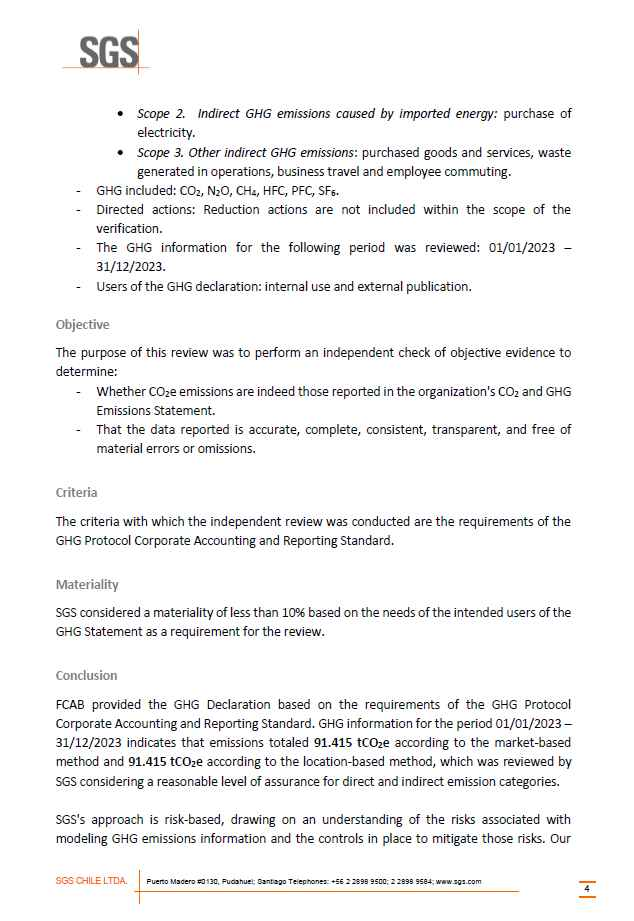 SGS
• Scope 2. Indirect GHG emissions caused by imported energy: purchase of
electricity.
• Scope 3. Other indirect GHG emissions: purchased goods and services, waste
generated in operations, business travel and employee commuting.
- GHG included: CO₂, N₂O, CH₄, HFC, PFC, SF₆.
- Directed actions: Reduction actions are not included within the scope of the
verification.
- The GHG information for the following period was reviewed: 01/01/2023 –
31/12/2023.
- Users of the GHG declaration: internal use and external publication.
Objective
The purpose of this review was to perform an independent check of objective evidence to
determine:
- Whether CO₂e emissions are indeed those reported in the organization's CO₂ and GHG
Emissions Statement.
- That the data reported is accurate, complete, consistent, transparent, and free of
material errors or omissions.
Criteria
The criteria with which the independent review was conducted are the requirements of the
GHG Protocol Corporate Accounting and Reporting Standard.
Materiality
SGS considered a materiality of less than 10% based on the needs of the intended users of the
GHG Statement as a requirement for the review.
Conclusion
FCAB provided the GHG Declaration based on the requirements of the GHG Protocol
Corporate Accounting and Reporting Standard. GHG information for the period 01/01/2023 –
31/12/2023 indicates that emissions totaled 91.415 tCO₂e according to the market-based
method and 91.415 tCO₂e according to the location-based method, which was reviewed by
SGS considering a reasonable level of assurance for direct and indirect emission categories.
SGS's approach is risk-based, drawing on an understanding of the risks associated with
modeling GHG emissions information and the controls in place to mitigate those risks. Our
SGS CHILE LTDA. Puerto Madero #0130, Pudahuel; Santiago Telephones: +56 2 2898 9500; 2 2898 9584; www.sgs.com
4